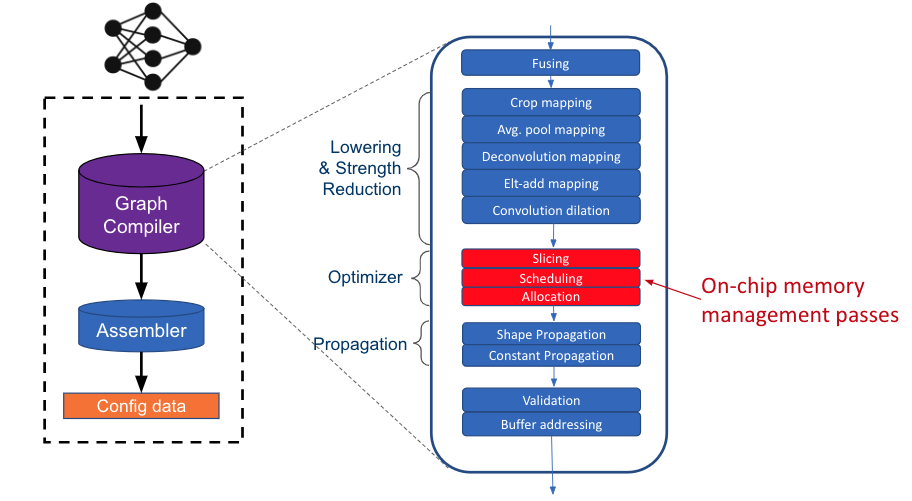 Graph
Compiler
Assembler
Config data
Fusing
Lowering
& Strength
Reduction
Crop mapping
Avg. pool mapping
Deconvolution mapping
Elt-add mapping
Convolution dilation
Optimizer
Slicing
Scheduling
Allocation
On-chip memory
management passes
Propagation
Shape Propagation
Constant Propagation
Validation
Buffer addressing